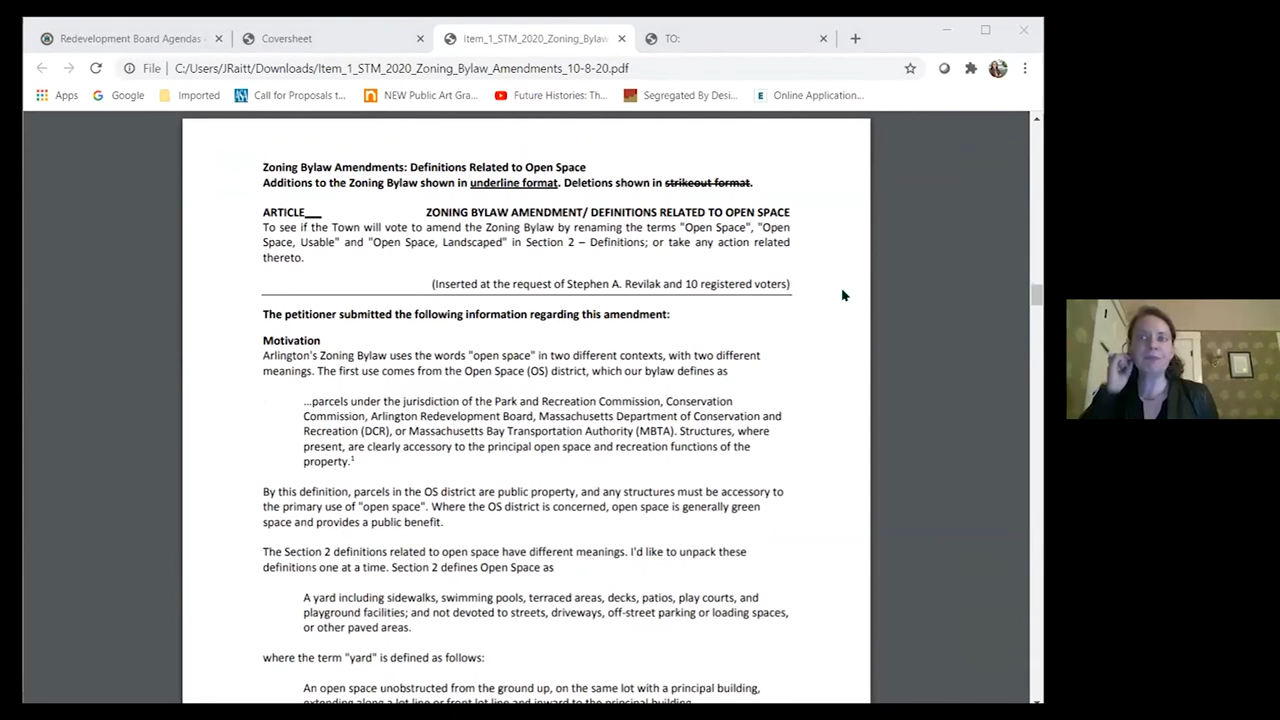 Redevelopment Board Agendas
Coversheet
Item_1_STM_2020_Zoning_Bylaw
TO:
File
C:/Users/JRaitt/Downloads/Item_1_STM_2020_Zoning_Bylaw_Amendments_10-8-20.pdf
Apps
Google
Imported
Call for Proposals t...
NEW Public Art Gra...
Future Histories: Th...
Segregated By Desi...
Online Application...
Zoning Bylaw Amendments: Definitions Related to Open Space
Additions to the Zoning Bylaw shown in underline format. Deletions shown in strikeout format.
ARTICLE___ ZONING BYLAW AMENDMENT/ DEFINITIONS RELATED TO OPEN SPACE
To see if the Town will vote to amend the Zoning Bylaw by renaming the terms "Open Space", "Open
Space, Usable" and "Open Space, Landscaped" in Section 2 – Definitions; or take any action related
thereto.
(Inserted at the request of Stephen A. Revilak and 10 registered voters)
The petitioner submitted the following information regarding this amendment:
Motivation
Arlington's Zoning Bylaw uses the words "open space" in two different contexts, with two different
meanings. The first use comes from the Open Space (OS) district, which our bylaw defines as
…parcels under the jurisdiction of the Park and Recreation Commission, Conservation
Commission, Arlington Redevelopment Board, Massachusetts Department of Conservation and
Recreation (DCR), or Massachusetts Bay Transportation Authority (MBTA). Structures, where
present, are clearly accessory to the principal open space and recreation functions of the
property.¹
By this definition, parcels in the OS district are public property, and any structures must be accessory to
the primary use of "open space". Where the OS district is concerned, open space is generally green
space and provides a public benefit.
The Section 2 definitions related to open space have different meanings. I'd like to unpack these
definitions one at a time. Section 2 defines Open Space as
A yard including sidewalks, swimming pools, terraced areas, decks, patios, play courts, and
playground facilities; and not devoted to streets, driveways, off-street parking or loading spaces,
or other paved areas.
where the term "yard" is defined as follows:
An open space unobstructed from the ground up, on the same lot with a principal building,
extending along a lot line or front lot line and inward to the principal building